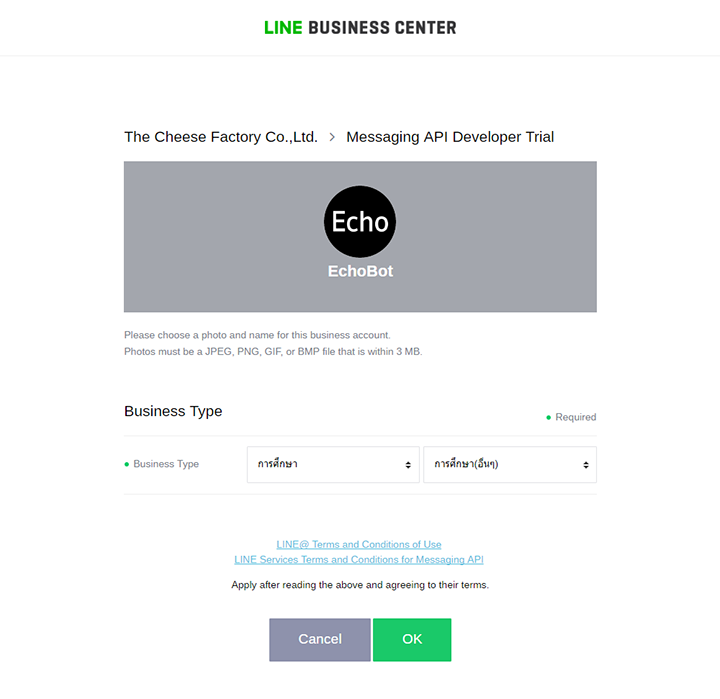 LINE BUSINESS CENTER
The Cheese Factory Co.,Ltd. > Messaging API Developer Trial
Echo
EchoBot
Please choose a photo and name for this business account.
Photos must be a JPEG, PNG, GIF, or BMP file that is within 3 MB.
Business Type
Required
Business Type การศึกษา การศึกษา(อื่นๆ)
LINE@ Terms and Conditions of Use
LINE Services Terms and Conditions for Messaging API
Apply after reading the above and agreeing to their terms.
Cancel OK